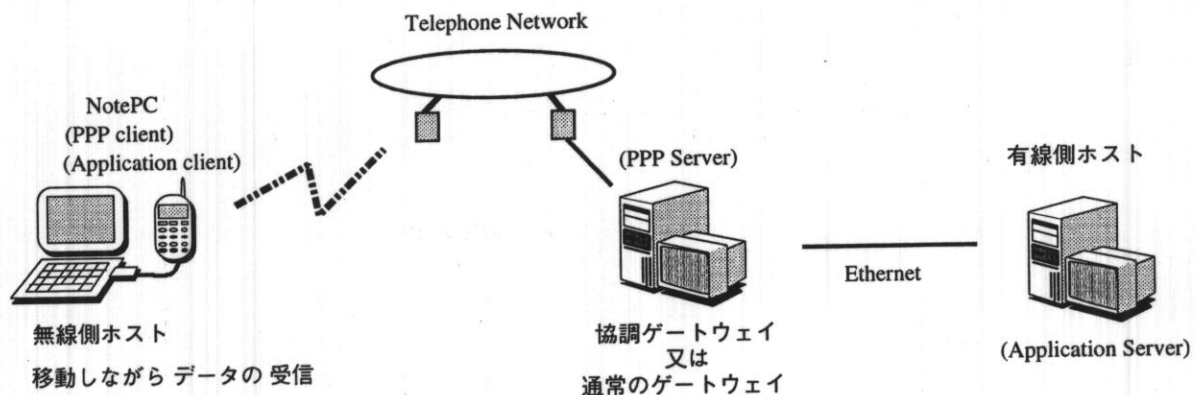 Telephone Network
NotePC
(PPP client)
(Application client)
(PPP Server)
有線側ホスト
Ethernet
無線側ホスト
移動しながら データの 受信
協調ゲートウェイ
又は
通常のゲートウェイ
(Application Server)